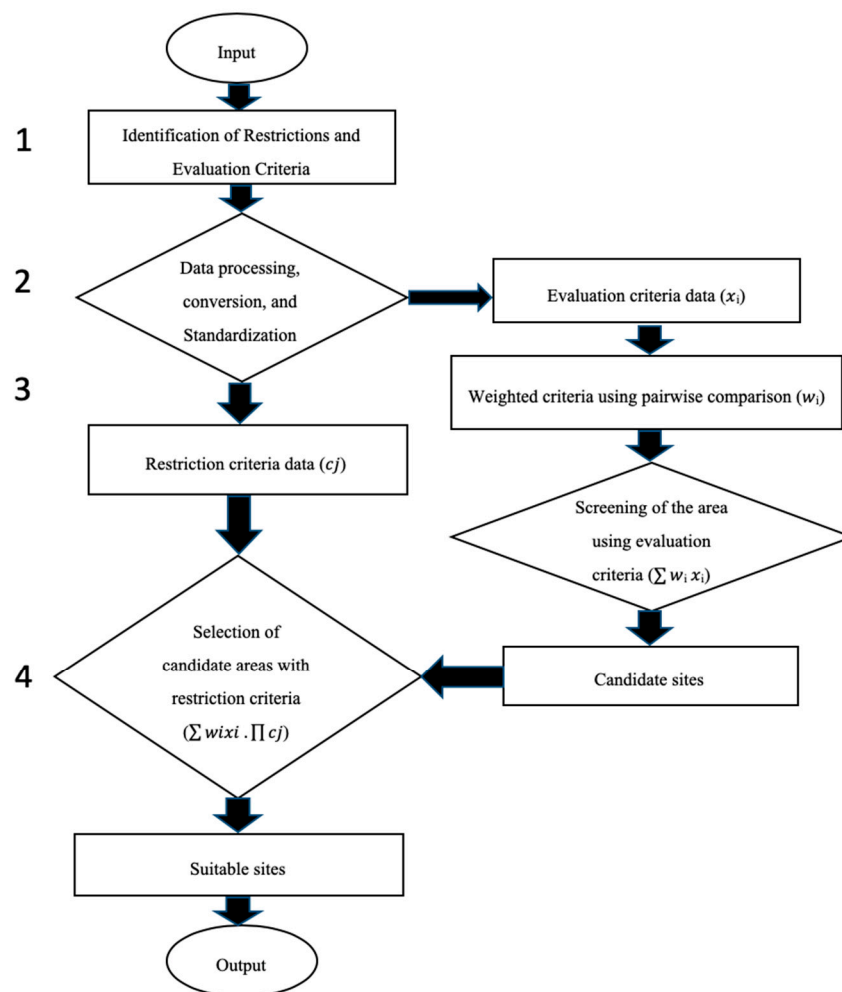 Input
1
Identification of Restrictions and
Evaluation Criteria
2
Data processing,
conversion, and
Standardization
Evaluation criteria data (xᵢ)
3
Weighted criteria using pairwise comparison (wᵢ)
Restriction criteria data (cj)
Screening of the area
using evaluation
criteria (∑ wᵢ xᵢ)
4
Selection of
candidate areas with
restriction criteria
(∑ wixi . ∏ cj)
Candidate sites
Suitable sites
Output